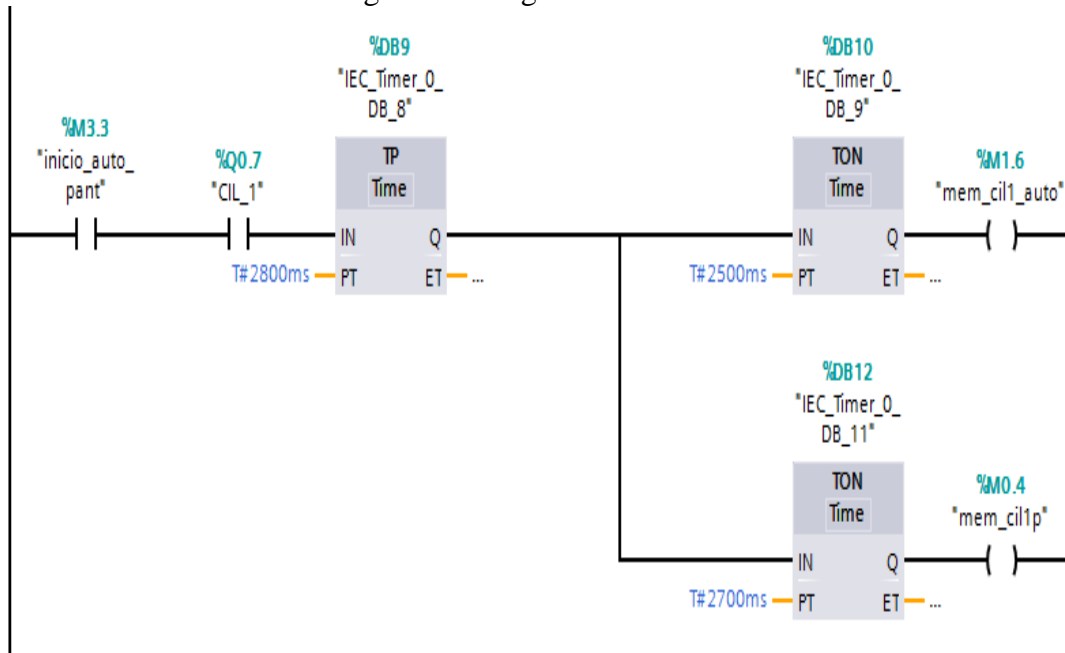 %DB9
"IEC_Timer_0_
DB_8"
%DB10
"IEC_Timer_0_
DB_9"
%M3.3
"inicio_auto_
pant"
%Q0.7
"CIL_1"
TP
Time
TON
Time
%M1.6
"mem_cil1_auto"
IN
Q
T#2800ms
PT
ET
...
IN
Q
T#2500ms
PT
ET
...
%DB12
"IEC_Timer_0_
DB_11"
TON
Time
%M0.4
"mem_cil1p"
IN
Q
T#2700ms
PT
ET
...